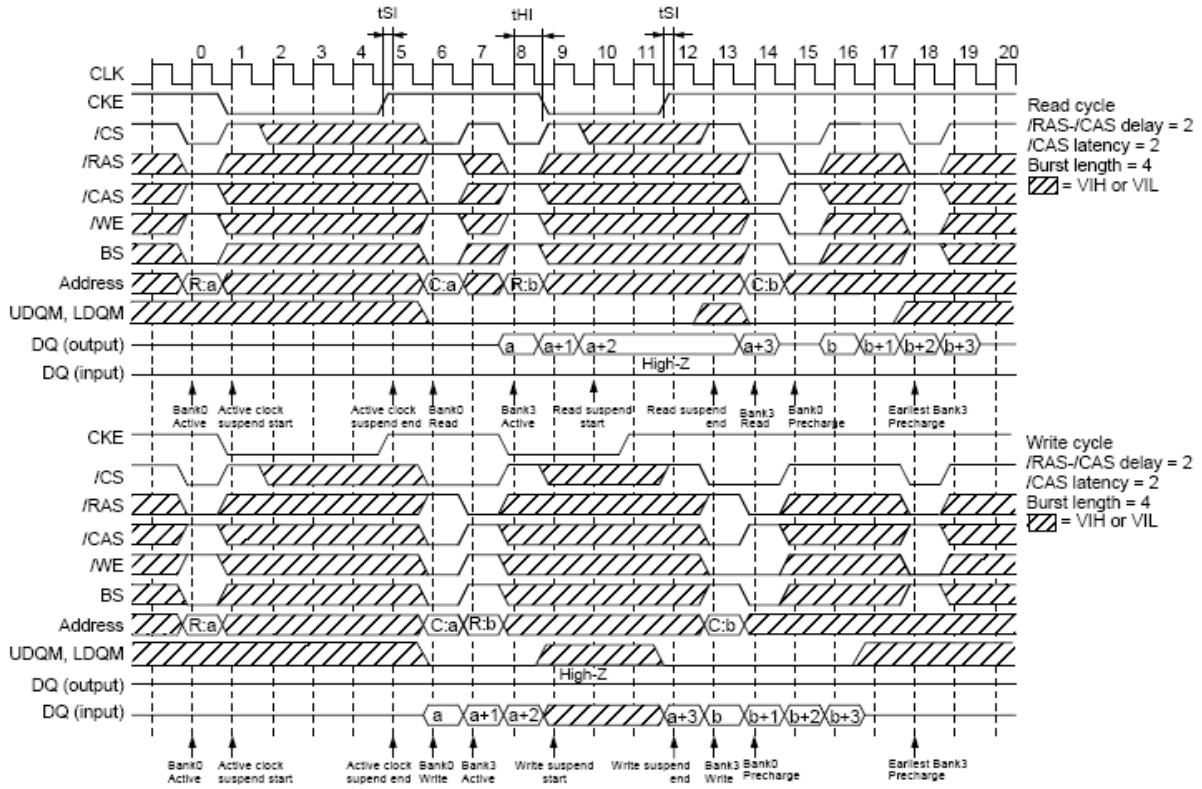 tSI tHI tSI
0 1 2 3 4 5 6 7 8 9 10 11 12 13 14 15 16 17 18 19 20
CLK
CKE
/CS
/RAS
/CAS
/WE
BS
Address R:a C:a R:b C:b
UDQM, LDQM
DQ (output) a a+1 a+2 a+3 b b+1 b+2 b+3
High-Z
DQ (input)
Bank0 Active clock Active clock Bank0 Bank3 Read suspend Read suspend Bank3 Bank0 Earliest Bank3
Active suspend start suspend end Read Active start end Read Precharge Precharge
Read cycle
/RAS-/CAS delay = 2
/CAS latency = 2
Burst length = 4
= VIH or VIL
CKE
/CS
/RAS
/CAS
/WE
BS
Address R:a C:a R:b C:b
UDQM, LDQM
High-Z
DQ (output)
DQ (input) a a+1 a+2 a+3 b b+1 b+2 b+3
Bank0 Active clock Active clock Bank0 Bank3 Write suspend Write suspend Bank3 Bank0 Earliest Bank3
Active suspend start supend end Write Active start end Write Precharge Precharge
Write cycle
/RAS-/CAS delay = 2
/CAS latency = 2
Burst length = 4
= VIH or VIL